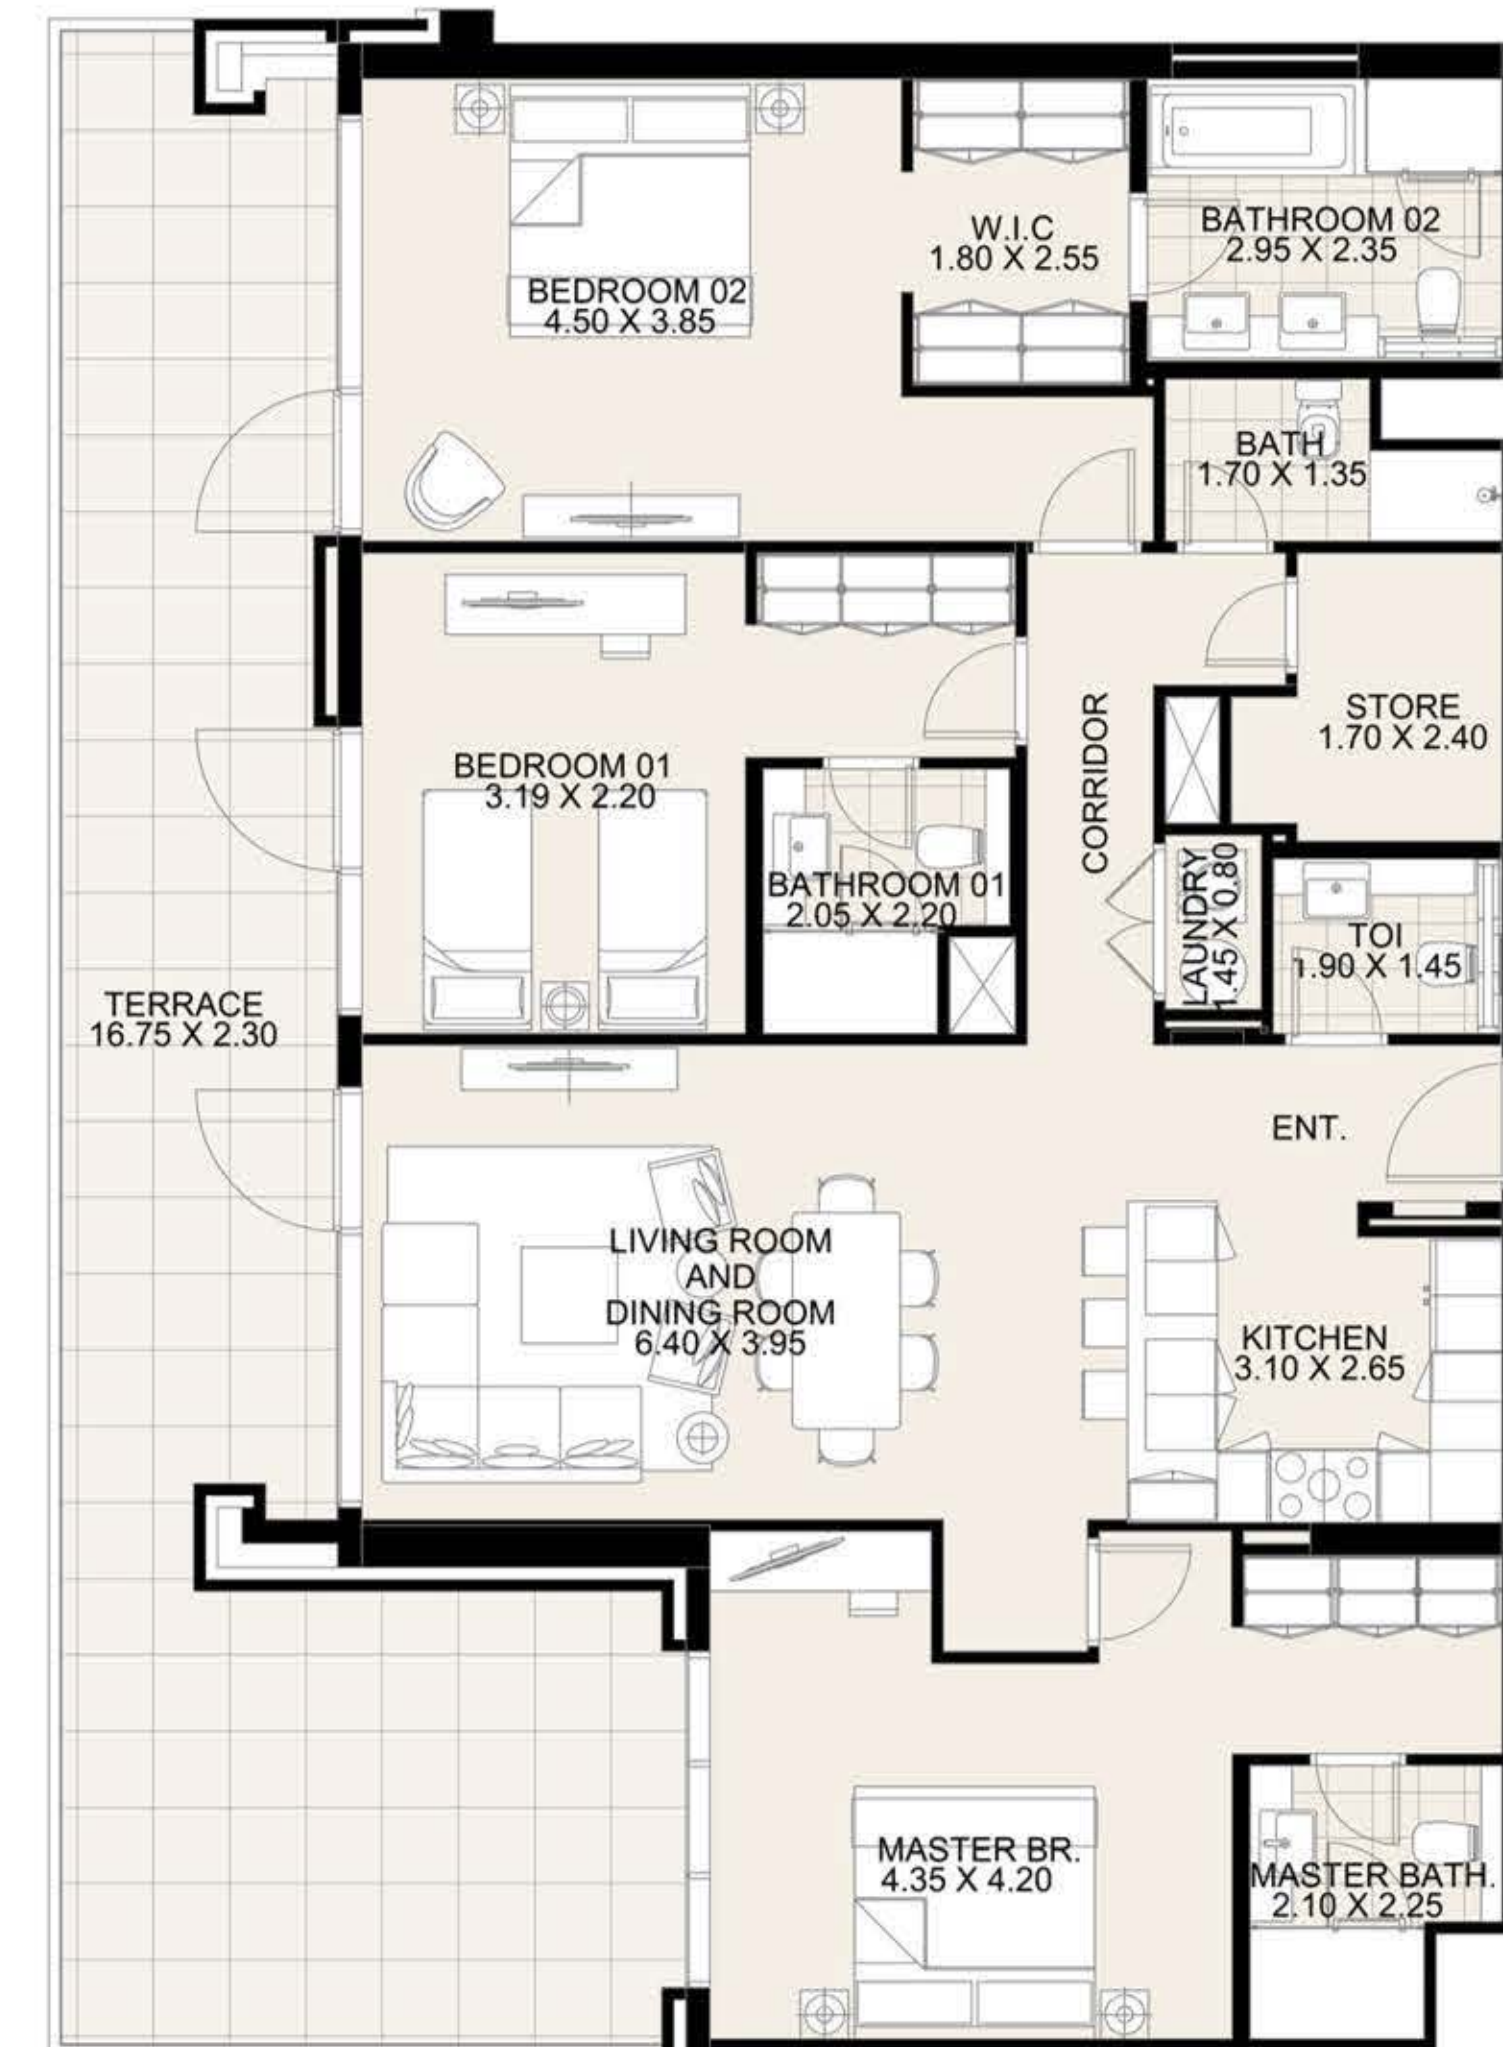 W.I.C
1.80 X 2.55
BATHROOM 02
2.95 X 2.35
BEDROOM 02
4.50 X 3.85
BATH
1.70 X 1.35
STORE
1.70 X 2.40
CORRIDOR
BEDROOM 01
3.19 X 2.20
BATHROOM 01
2.05 X 2.20
LAUNDRY
1.45 X 0.80
TOI
1.90 X 1.45
TERRACE
16.75 X 2.30
ENT.
LIVING ROOM
AND
DINING ROOM
6.40 X 3.95
KITCHEN
3.10 X 2.65
MASTER BR.
4.35 X 4.20
MASTER BATH.
2.10 X 2.25